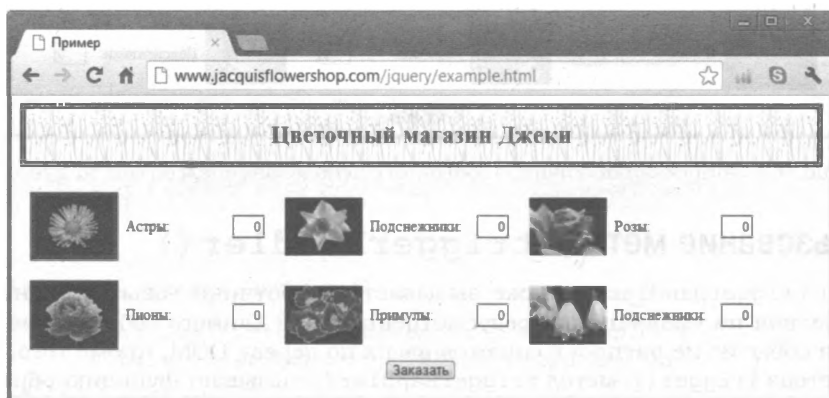 Пример
www.jacquisflowershop.com/jquery/example.html
Цветочный магазин Джеки
Астры: 0 Подснежники: 0 Розы: 0
Пионы: 0 Примулы: 0 Подснежники: 0
Заказать